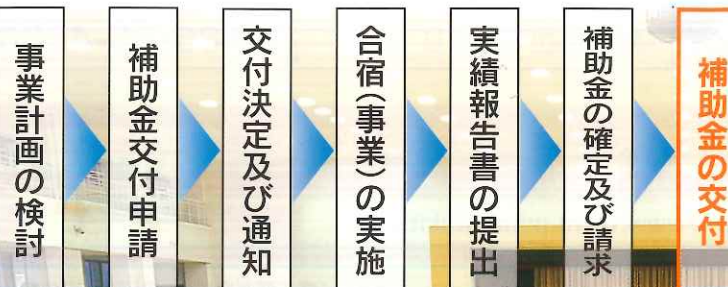 事業計画の検討
補助金交付申請
交付決定及び通知
合宿(事業)の実施
実績報告書の提出
補助金の確定及び請求
補助金の交付